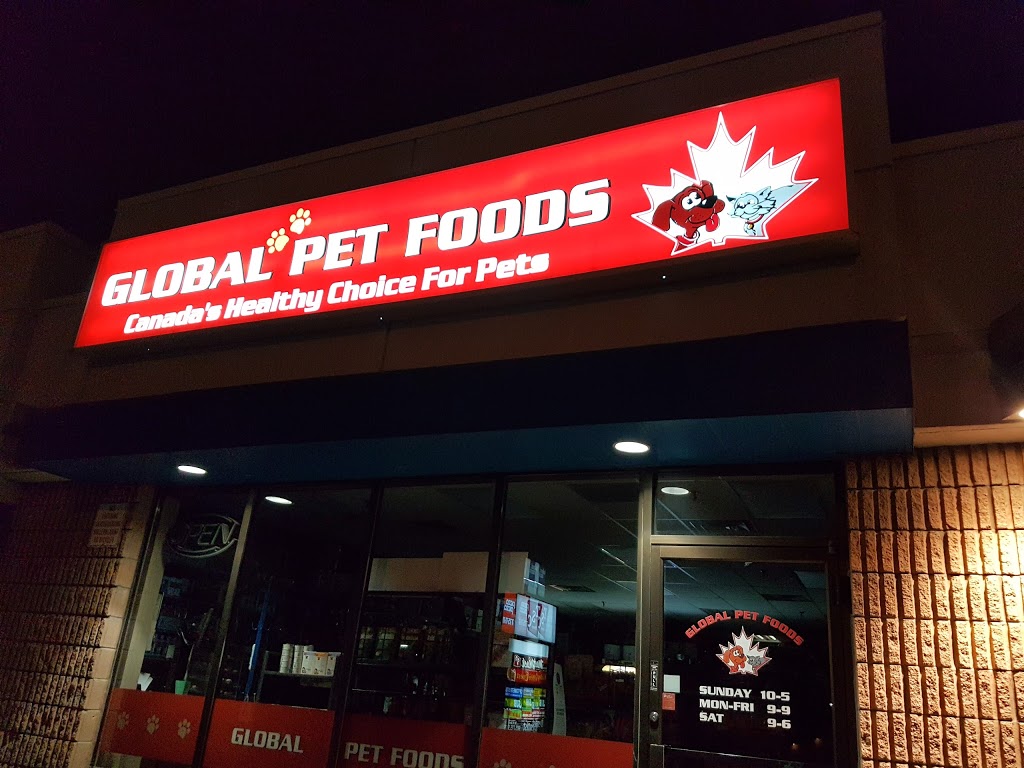 GLOBAL PET FOODS
Canada's Healthy Choice For Pets
OPEN
GLOBAL PET FOODS
SUNDAY 10-5
MON-FRI 9-9
SAT 9-6
GLOBAL PET FOODS